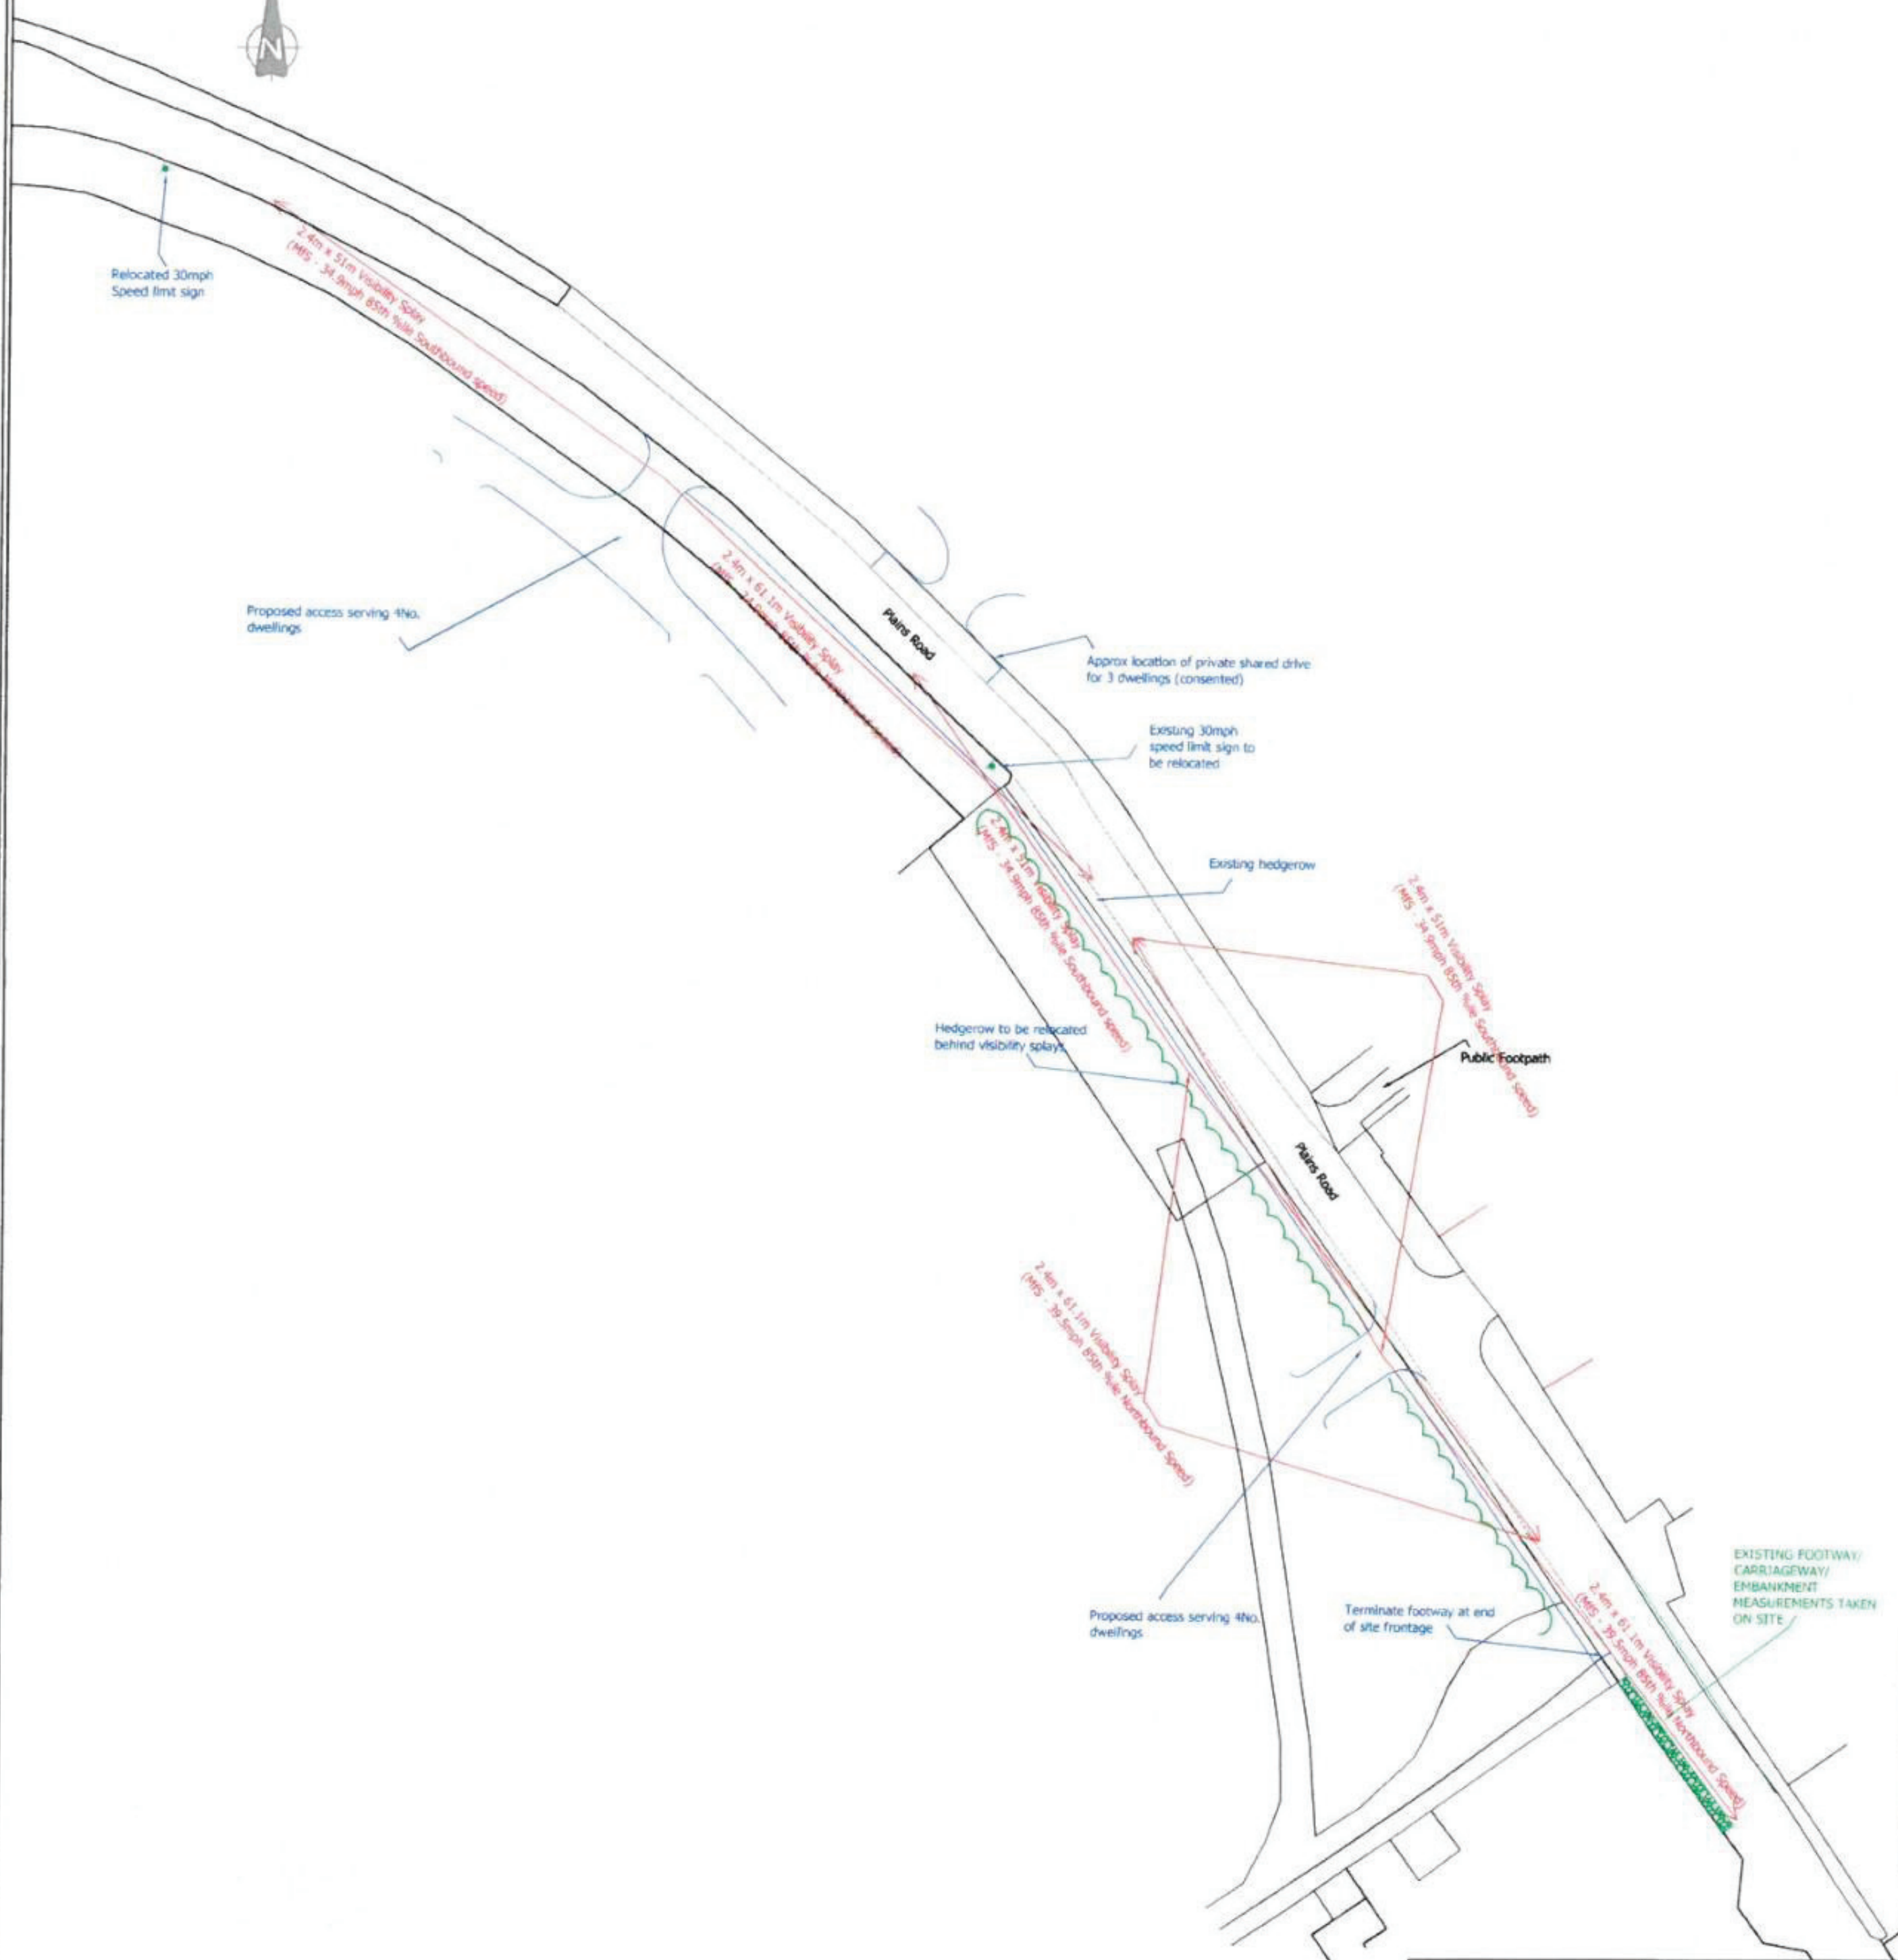 N
2.4m x 51m Visibility Splay
(MfS - 34.9mph 85th %ile Southbound speed)
Relocated 30mph
Speed limit sign
2.4m x 61.1m Visibility Splay
Proposed access serving 4No.
dwellings
Plains Road
Approx location of private shared drive
for 3 dwellings (consented)
Existing 30mph
speed limit sign to
be relocated
2.4m x 51m Visibility Splay
(MfS - 34.9mph 85th %ile Southbound speed)
Existing hedgerow
2.4m x 51m Visibility Splay
(MfS - 34.9mph 85th %ile Southbound speed)
Hedgerow to be relocated
behind visibility splays
Public Footpath
Plains Road
2.4m x 61.1m Visibility Splay
(MfS - 39.5mph 85th %ile Northbound Speed)
EXISTING FOOTWAY/
CARRIAGEWAY/
EMBANKMENT
MEASUREMENTS TAKEN
ON SITE
Proposed access serving 4No.
dwellings
Terminate footway at end
of site frontage
2.4m x 61.1m Visibility Splay
(MfS - 39.5mph 85th %ile Northbound Speed)